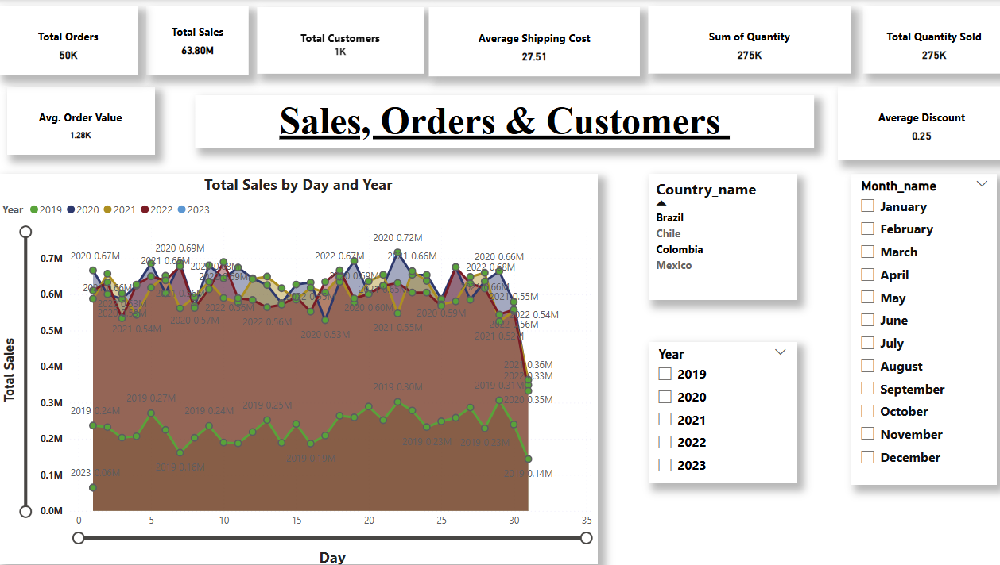 Total Orders
50K
Total Sales
63.80M
Total Customers
1K
Average Shipping Cost
27.51
Sum of Quantity
275K
Total Quantity Sold
275K
Avg. Order Value
1.28K
Sales, Orders & Customers
Average Discount
0.25
Total Sales by Day and Year
Year 2019 2020 2021 2022 2023
Total Sales
0.7M
0.6M
0.5M
0.4M
0.3M
0.2M
0.1M
0.0M
2020 0.67M
2020 0.69M
2021 0.65M
2022 0.67M
2020 0.72M
2021 0.66M
2020 0.66M
2022 0.68M
2021 0.54M
2020 0.57M
2022 0.56M
2022 0.56M
2020 0.53M
2020 0.60M
2021 0.55M
2020 0.59M
2021 0.55M
2022 0.54M
2021 0.52M
2021 0.36M
2022 0.33M
2019 0.31M
2020 0.35M
2019 0.24M
2019 0.27M
2019 0.24M
2019 0.25M
2019 0.30M
2019 0.16M
2019 0.19M
2019 0.23M
2019 0.23M
2019 0.14M
2023 0.06M
0 5 10 15 20 25 30 35
Day
Country_name
Brazil
Chile
Colombia
Mexico
Year
2019
2020
2021
2022
2023
Month_name
January
February
March
April
May
June
July
August
September
October
November
December